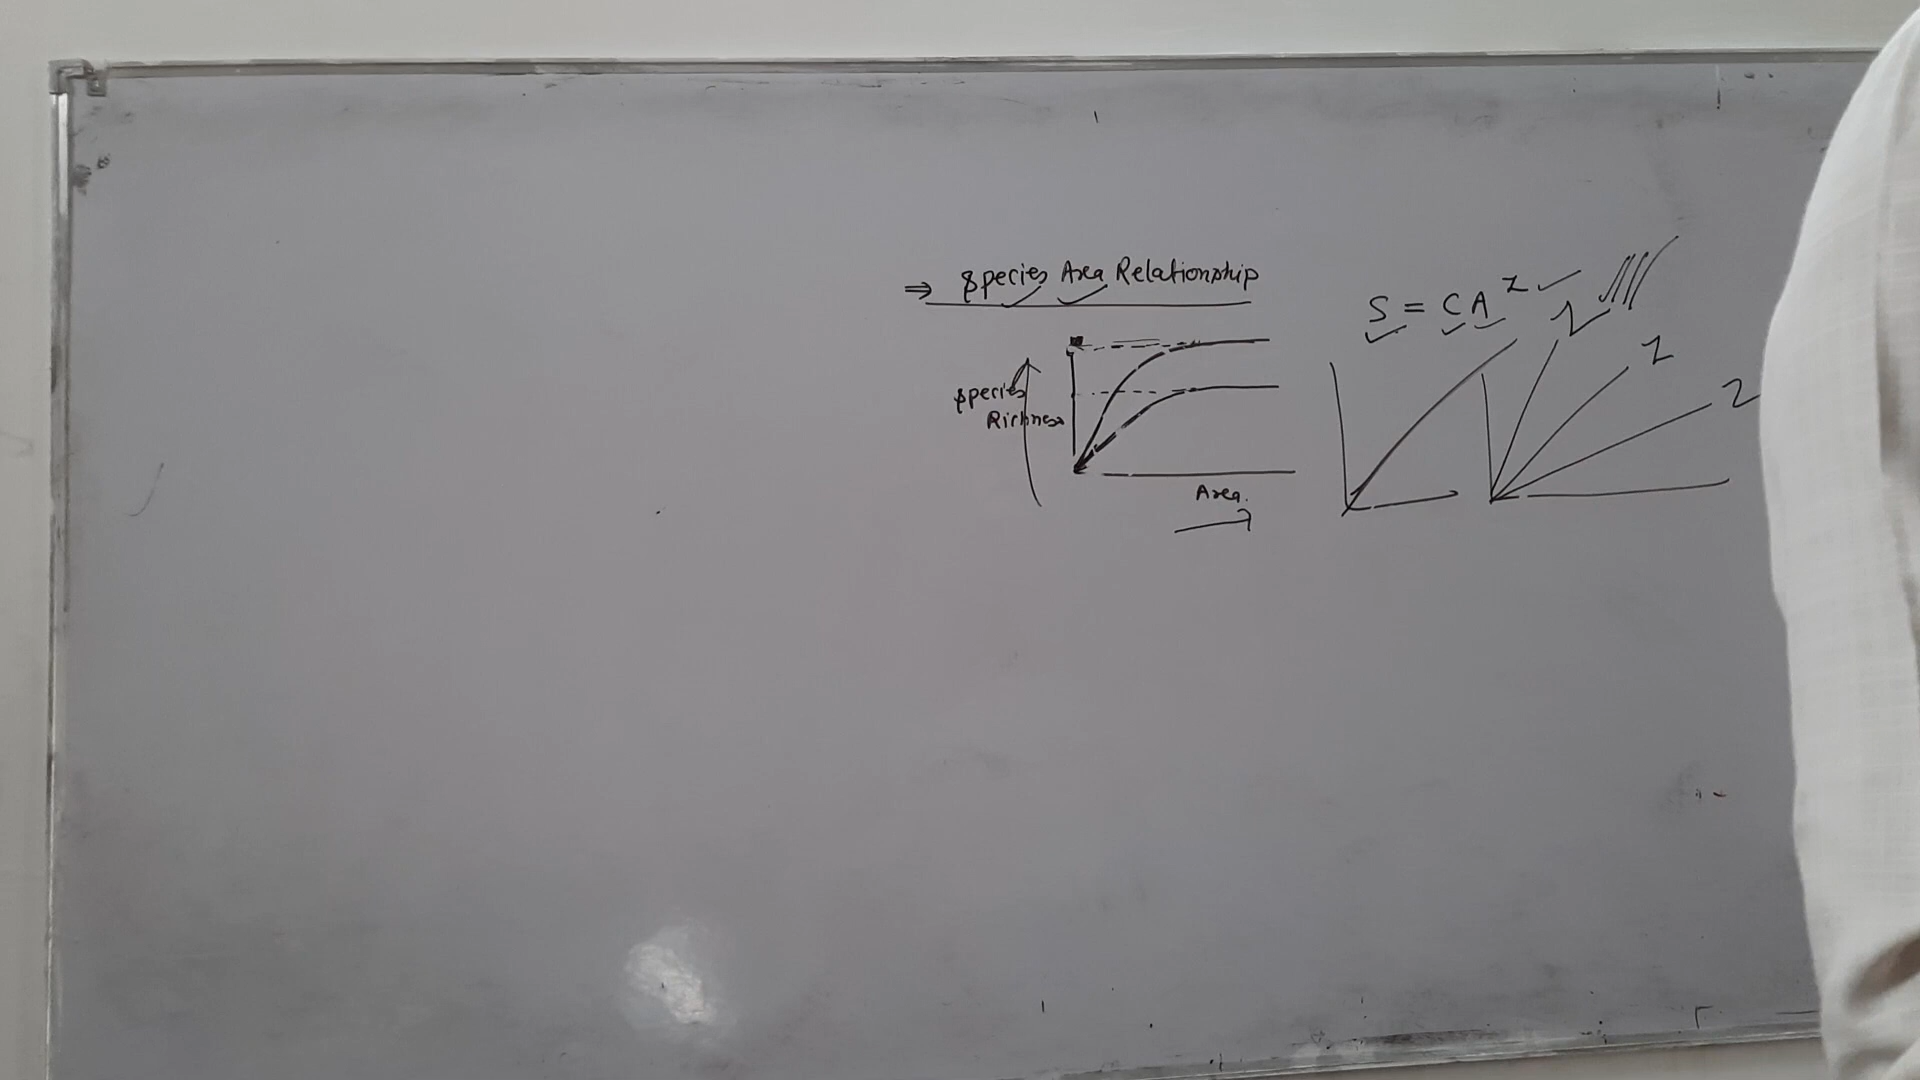 ⇒ Species Area Relationship
S = CA^z
Species
Richness
Area.
z
z
z